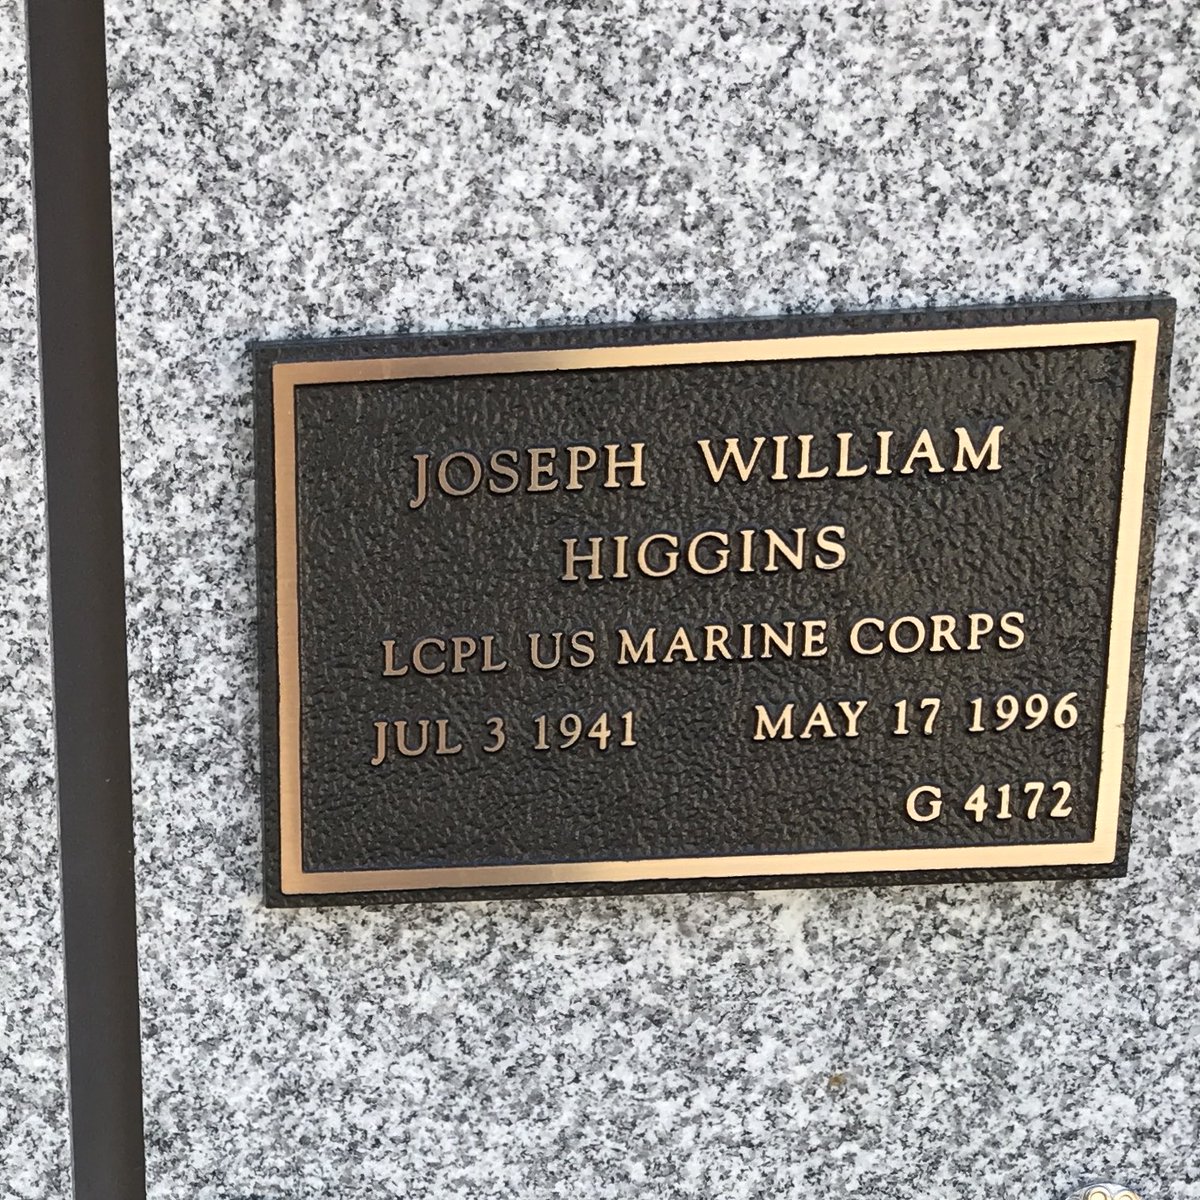 JOSEPH WILLIAM
HIGGINS
LCPL US MARINE CORPS
JUL 3 1941 MAY 17 1996
G 4172